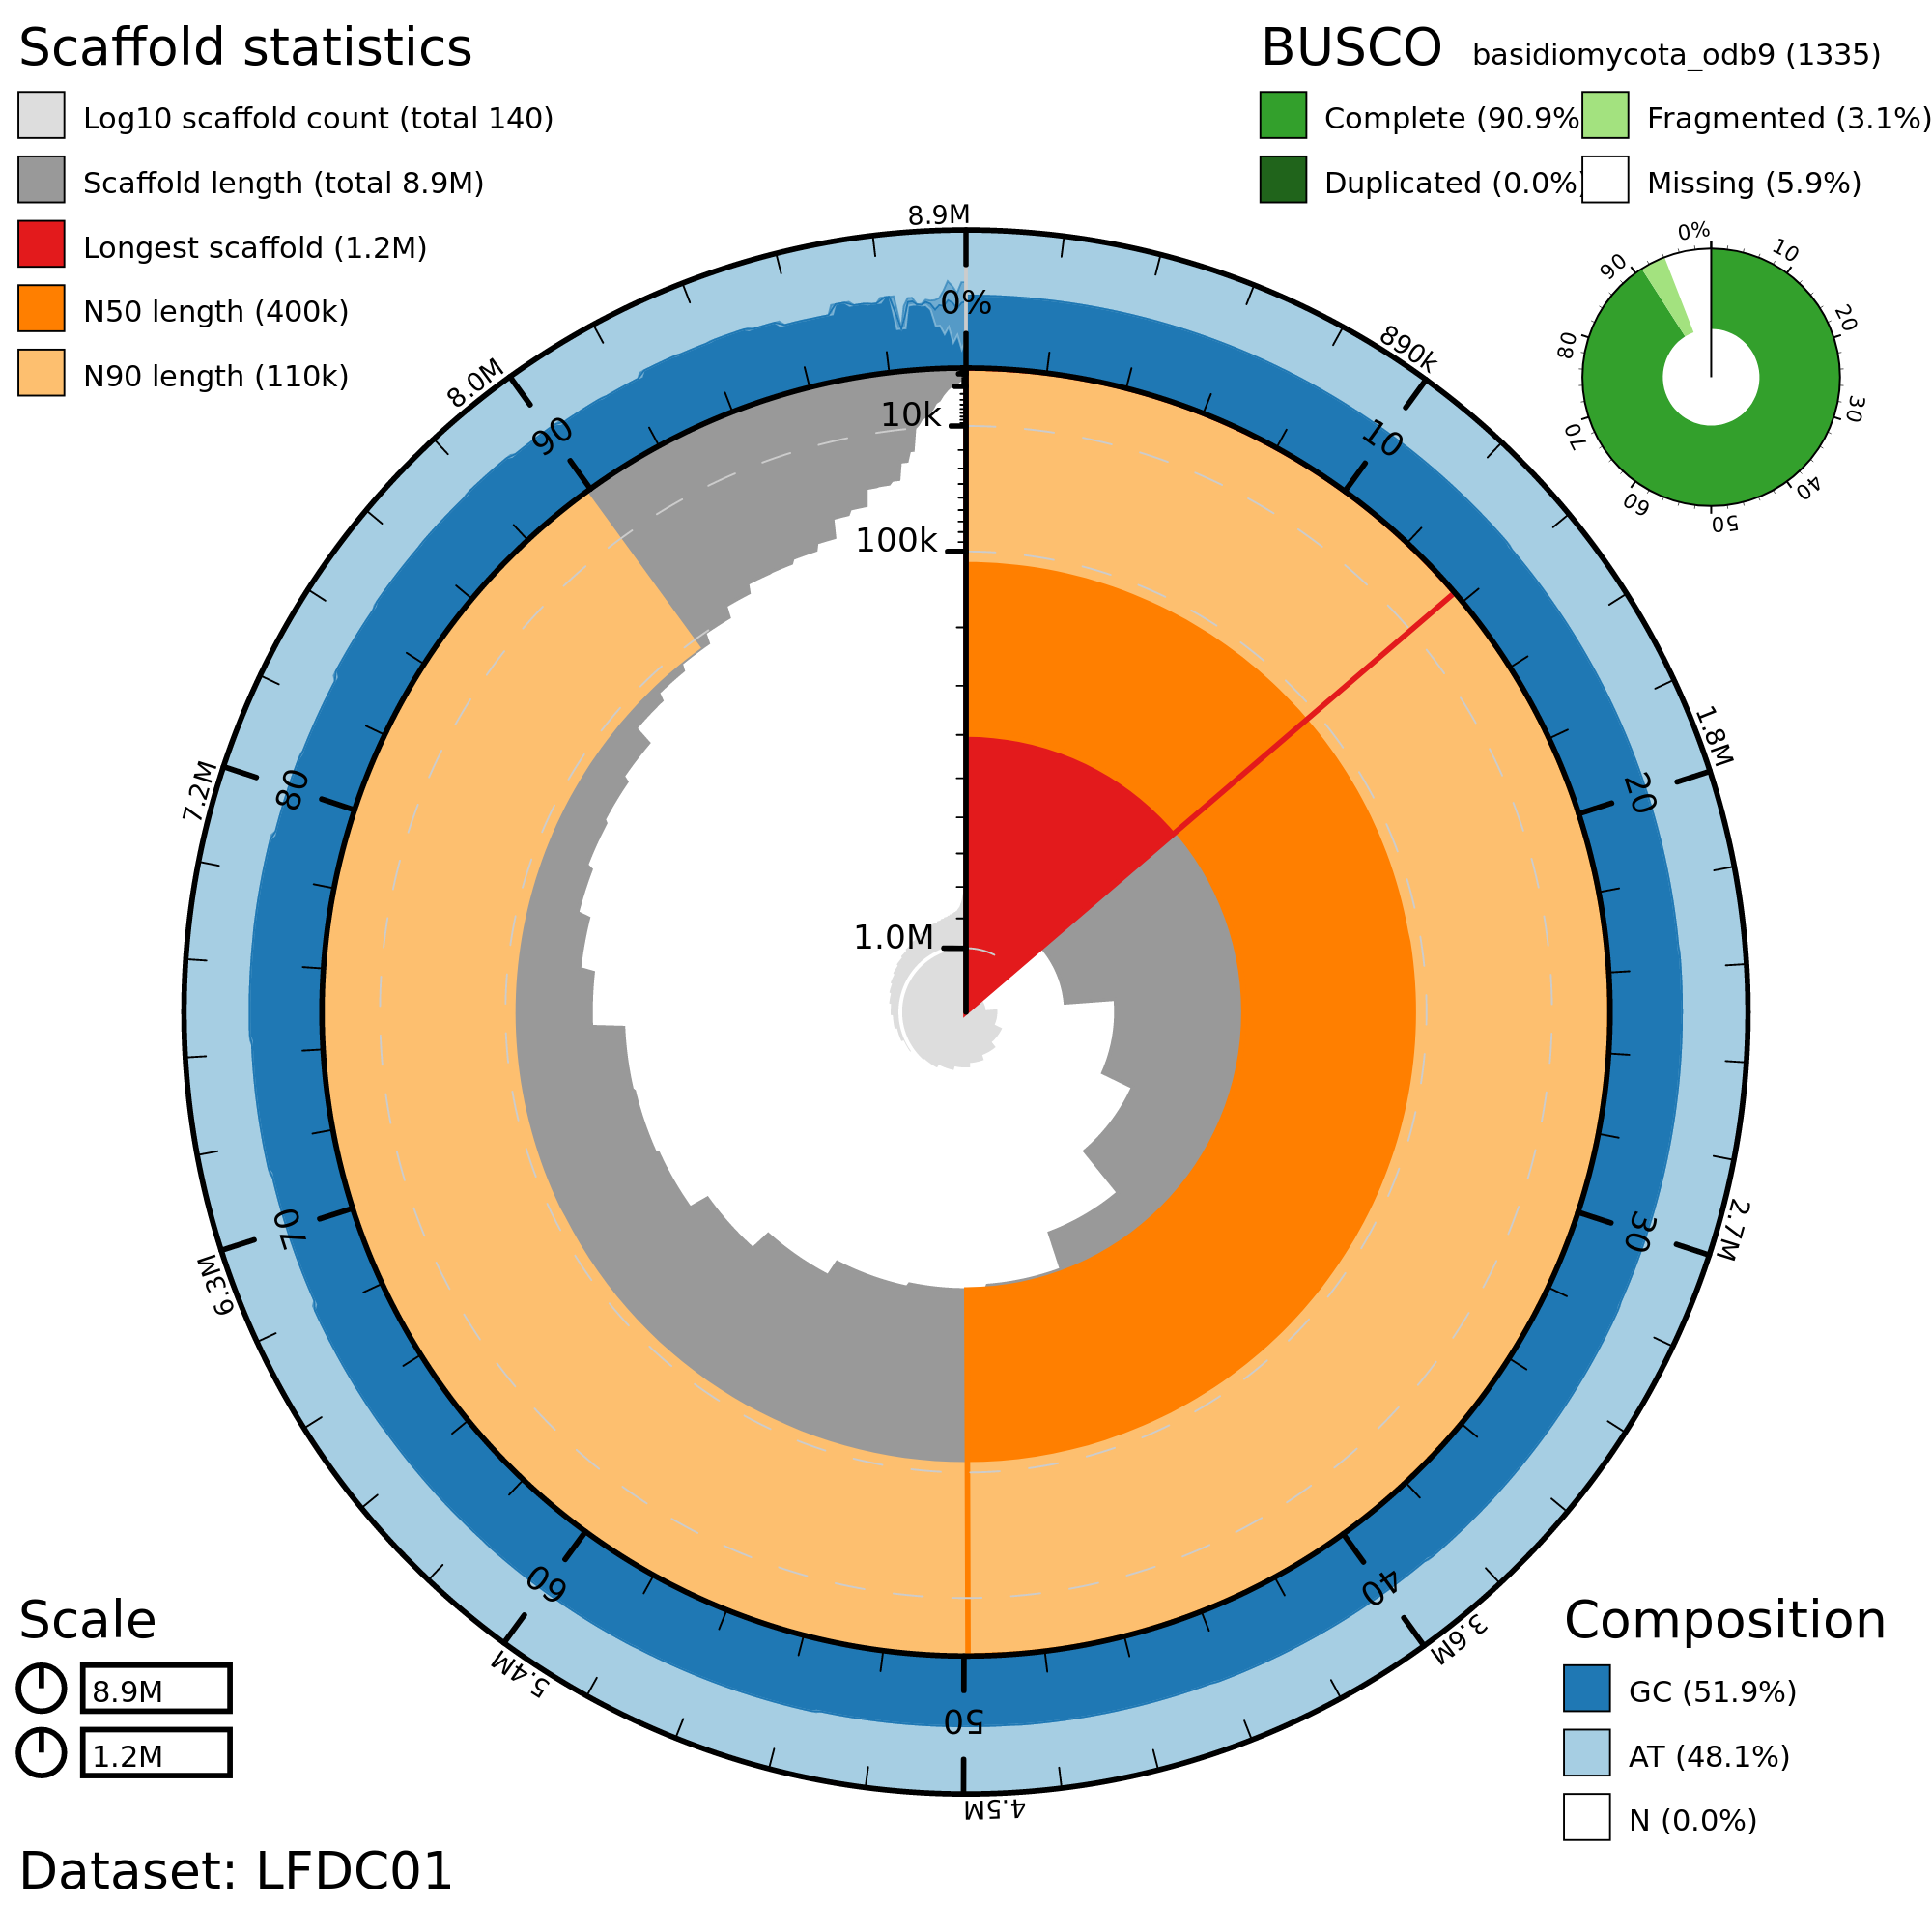 Scaffold statistics
Log10 scaffold count (total 140)
Scaffold length (total 8.9M)
Longest scaffold (1.2M)
N50 length (400k)
N90 length (110k)
BUSCO basidiomycota_odb9 (1335)
Complete (90.9%
Fragmented (3.1%)
Duplicated (0.0%)
Missing (5.9%)
0%
10
20
30
40
50
60
70
80
90
8.9M
890k
1.8M
2.7M
3.6M
4.5M
5.4M
6.3M
7.2M
8.0M
0%
10
20
30
40
50
60
70
80
90
10k
100k
1.0M
Scale
8.9M
1.2M
Composition
GC (51.9%)
AT (48.1%)
N (0.0%)
Dataset: LFDC01